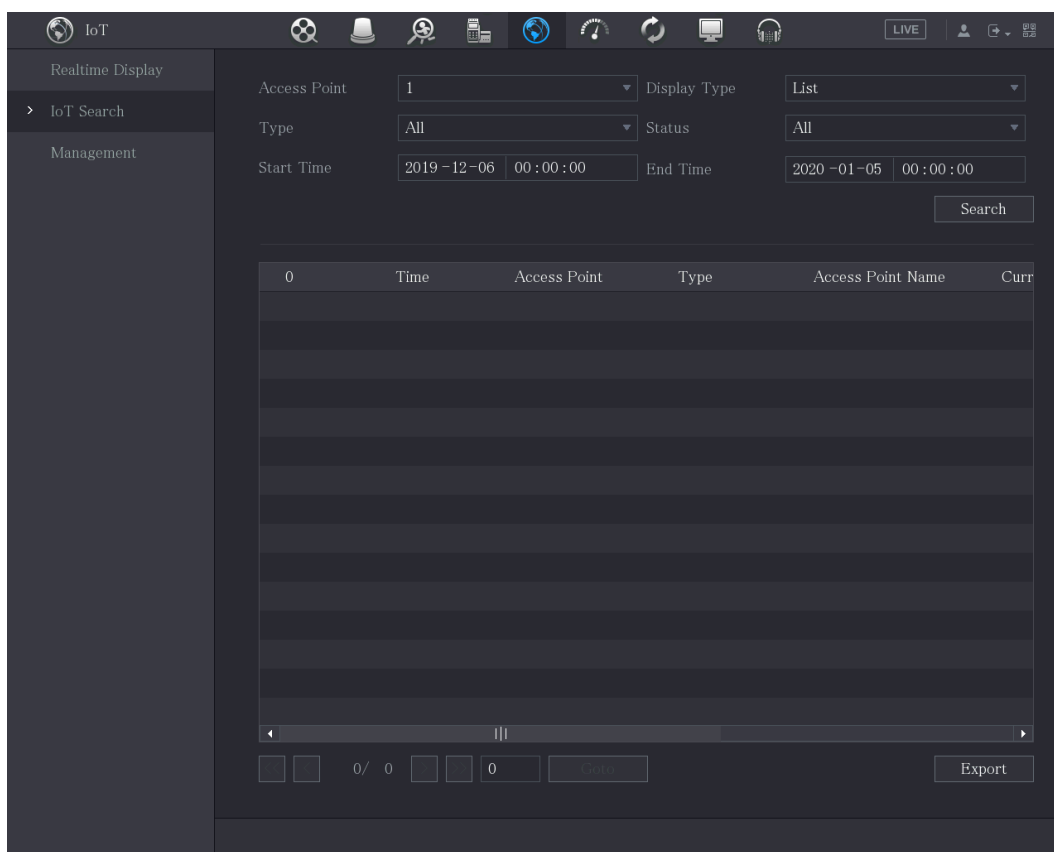 IoT
LIVE
Realtime Display
IoT Search
Management
Access Point 1 Display Type List
Type All Status All
Start Time 2019-12-06 00:00:00 End Time 2020-01-05 00:00:00
Search
0 Time Access Point Type Access Point Name Curr
0/ 0 0 Goto Export